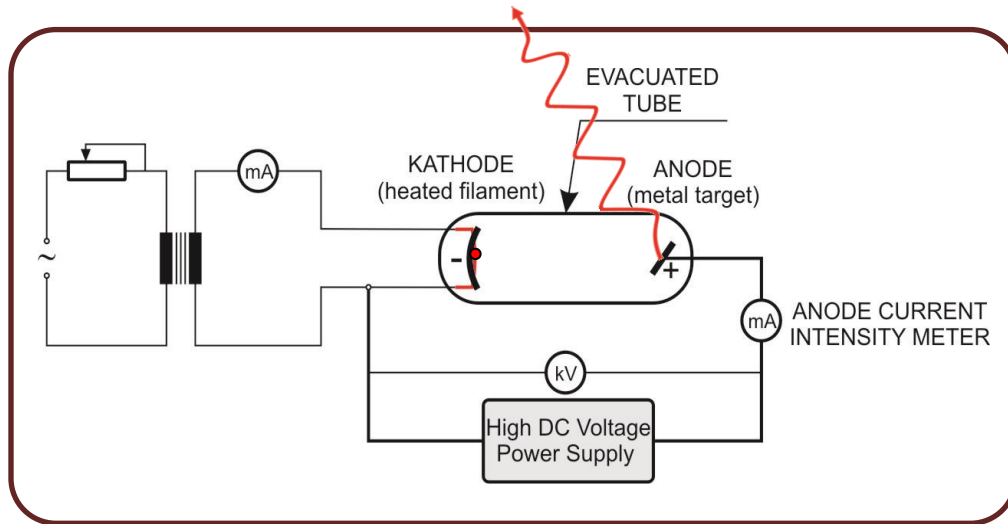 EVACUATED
TUBE
KATHODE
(heated filament)
ANODE
(metal target)
mA
~
-
+
mA
ANODE CURRENT
INTENSITY METER
kV
High DC Voltage
Power Supply